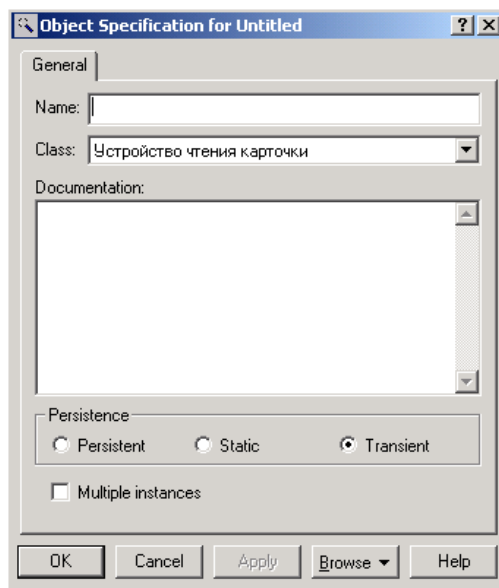 Object Specification for Untitled
General
Name:
Class: Устройство чтения карточки
Documentation:
Persistence
Persistent Static Transient
Multiple instances
OK Cancel Apply Browse Help